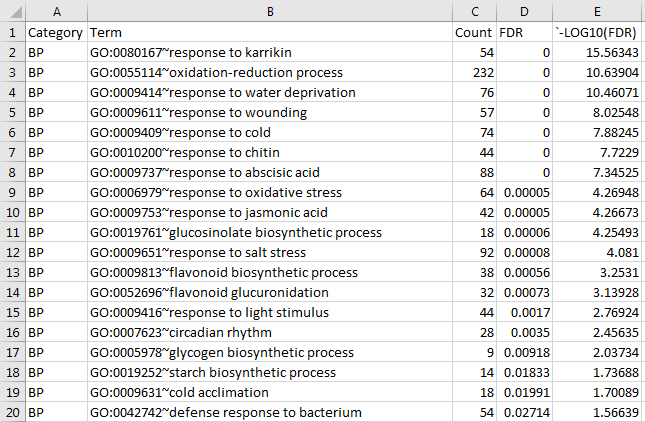 A B C D E
1 Category Term Count FDR `-LOG10(FDR)
2 BP GO:0080167~response to karrikin 54 0 15.56343
3 BP GO:0055114~oxidation-reduction process 232 0 10.63904
4 BP GO:0009414~response to water deprivation 76 0 10.46071
5 BP GO:0009611~response to wounding 57 0 8.02548
6 BP GO:0009409~response to cold 74 0 7.88245
7 BP GO:0010200~response to chitin 44 0 7.7229
8 BP GO:0009737~response to abscisic acid 88 0 7.34525
9 BP GO:0006979~response to oxidative stress 64 0.00005 4.26948
10 BP GO:0009753~response to jasmonic acid 42 0.00005 4.26673
11 BP GO:0019761~glucosinolate biosynthetic process 18 0.00006 4.25493
12 BP GO:0009651~response to salt stress 92 0.00008 4.081
13 BP GO:0009813~flavonoid biosynthetic process 38 0.00056 3.2531
14 BP GO:0052696~flavonoid glucuronidation 32 0.00073 3.13928
15 BP GO:0009416~response to light stimulus 44 0.0017 2.76924
16 BP GO:0007623~circadian rhythm 28 0.0035 2.45635
17 BP GO:0005978~glycogen biosynthetic process 9 0.00918 2.03734
18 BP GO:0019252~starch biosynthetic process 14 0.01833 1.73688
19 BP GO:0009631~cold acclimation 18 0.01991 1.70089
20 BP GO:0042742~defense response to bacterium 54 0.02714 1.56639